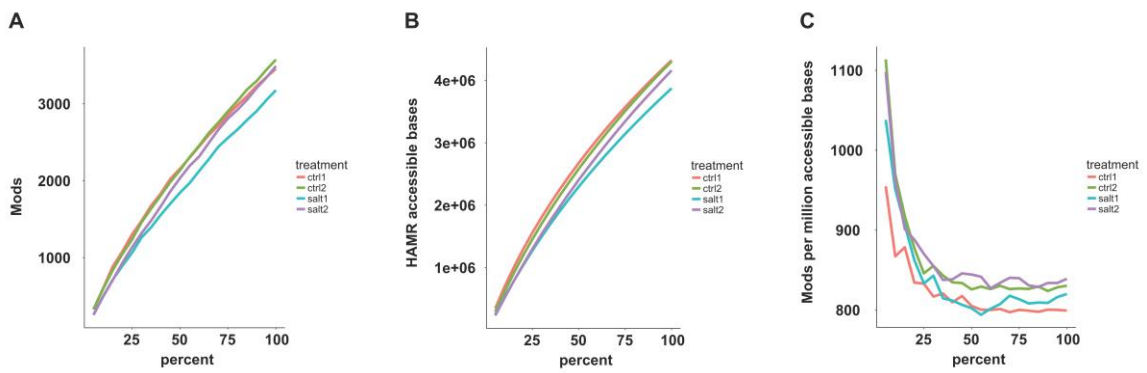 A
Mods
3000
2000
1000
25 50 75 100
percent
treatment
ctrl1
ctrl2
salt1
salt2
B
HAMR accessible bases
4e+06
3e+06
2e+06
1e+06
25 50 75 100
percent
treatment
ctrl1
ctrl2
salt1
salt2
C
Mods per million accessible bases
1100
1000
900
800
25 50 75 100
percent
treatment
ctrl1
ctrl2
salt1
salt2